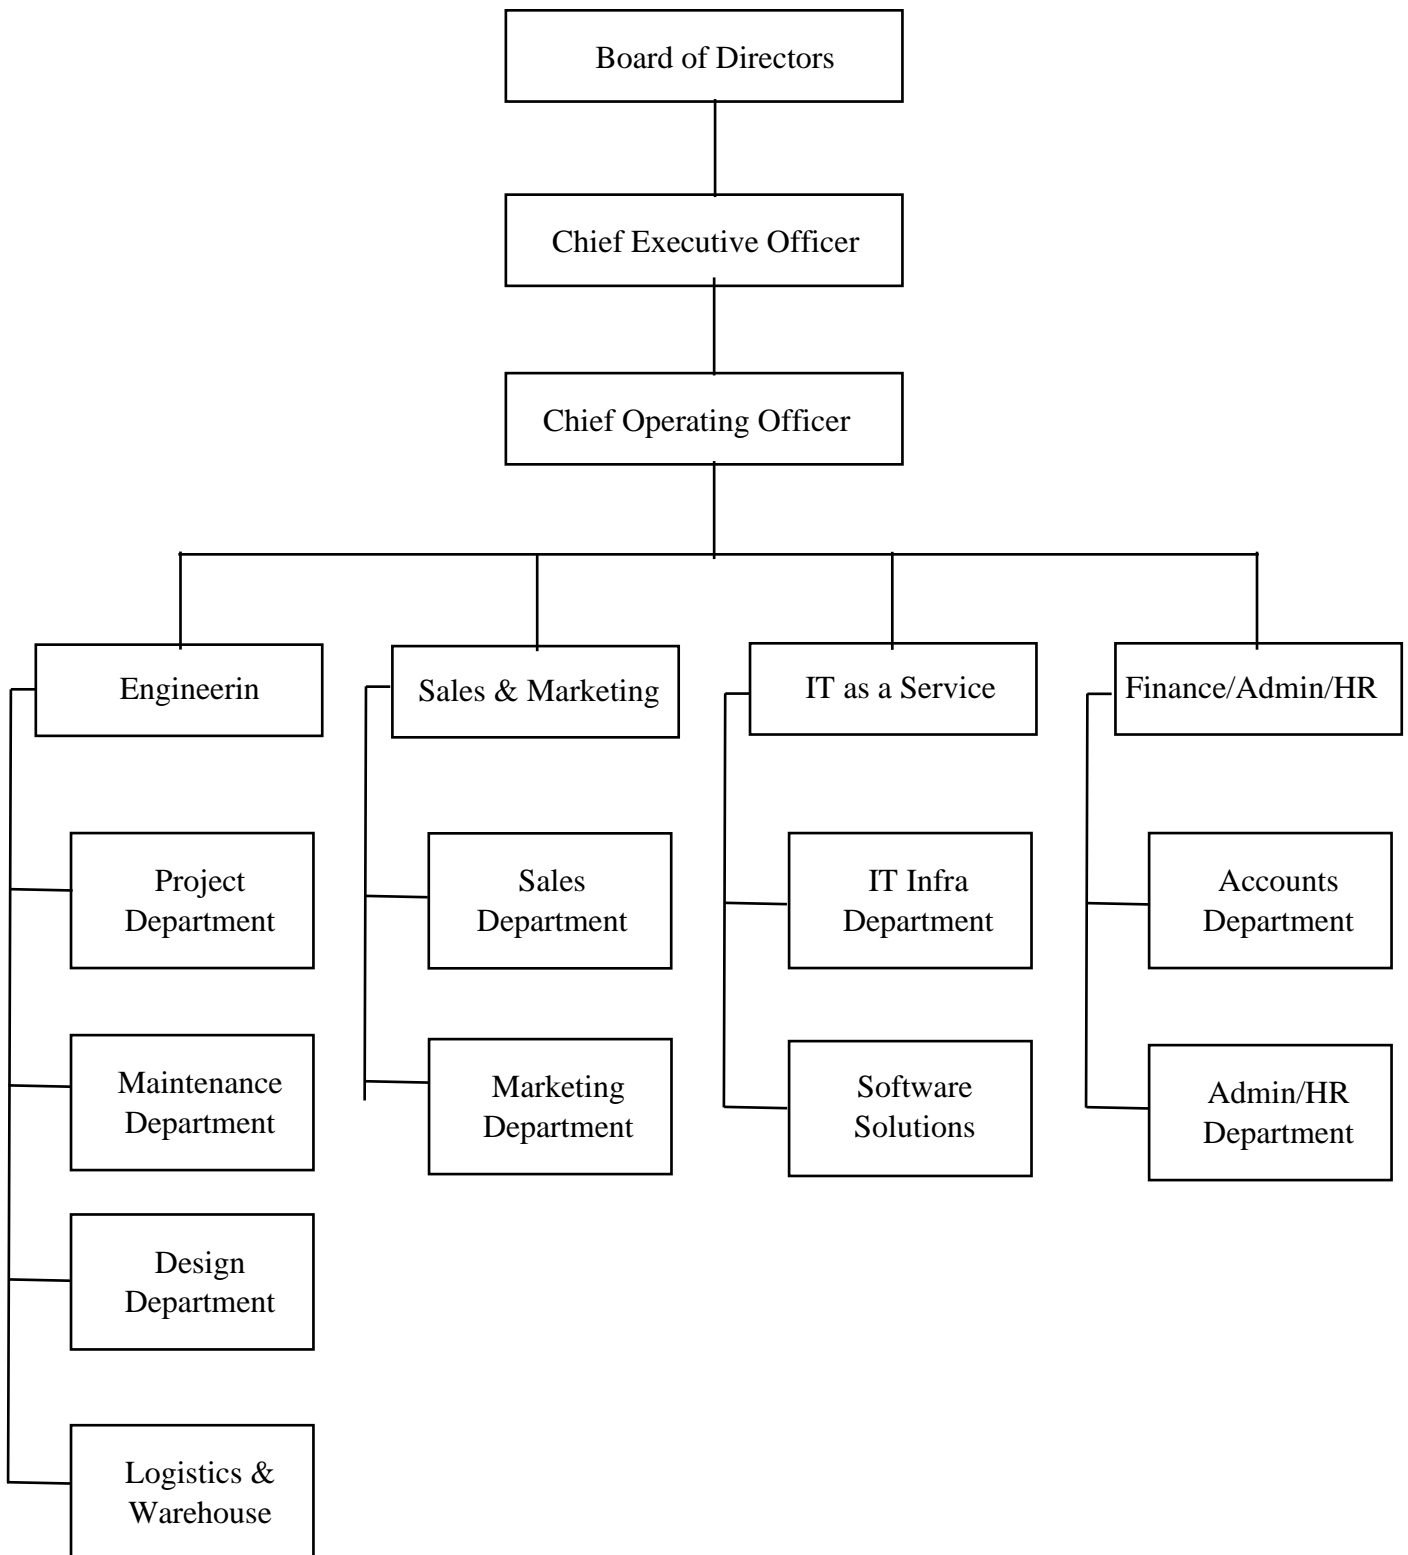 Board of Directors
Chief Executive Officer
Chief Operating Officer
Engineerin
Sales & Marketing
IT as a Service
Finance/Admin/HR
Project
Department
Sales
Department
IT Infra
Department
Accounts
Department
Maintenance
Department
Marketing
Department
Software
Solutions
Admin/HR
Department
Design
Department
Logistics &
Warehouse